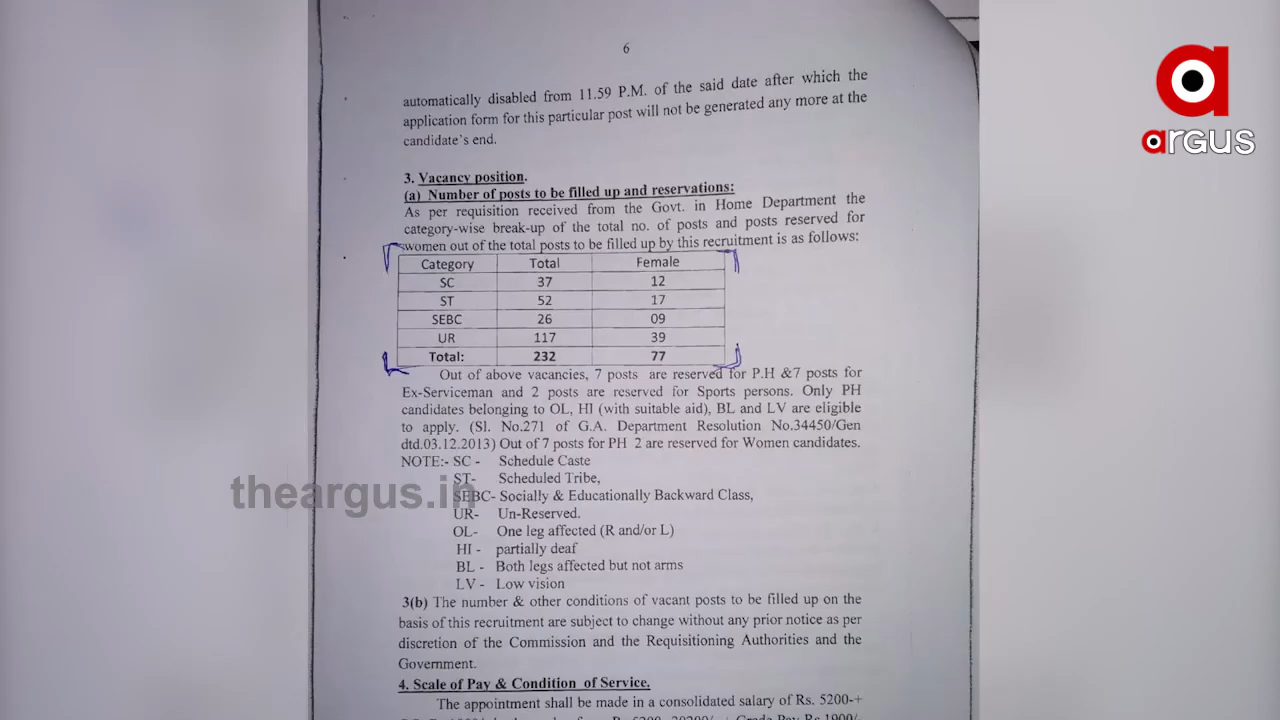 6
automatically disabled from 11.59 P.M. of the said date after which the
application form for this particular post will not be generated any more at the
candidate's end.
3. Vacancy position.
(a) Number of posts to be filled up and reservations:
As per requisition received from the Govt. in Home Department the
category-wise break-up of the total no. of posts and posts reserved for
women out of the total posts to be filled up by this recruitment is as follows:
Category Total Female
SC 37 12
ST 52 17
SEBC 26 09
UR 117 39
Total: 232 77
Out of above vacancies, 7 posts are reserved for P.H &7 posts for
Ex-Serviceman and 2 posts are reserved for Sports persons. Only PH
candidates belonging to OL, HI (with suitable aid), BL and LV are eligible
to apply. (Sl. No.271 of G.A. Department Resolution No.34450/Gen
dtd.03.12.2013) Out of 7 posts for PH 2 are reserved for Women candidates.
NOTE:- SC - Schedule Caste
ST- Scheduled Tribe,
SEBC- Socially & Educationally Backward Class,
UR- Un-Reserved.
OL- One leg affected (R and/or L)
HI - partially deaf
BL - Both legs affected but not arms
LV - Low vision
3(b) The number & other conditions of vacant posts to be filled up on the
basis of this recruitment are subject to change without any prior notice as per
discretion of the Commission and the Requisitioning Authorities and the
Government.
4. Scale of Pay & Condition of Service.
The appointment shall be made in a consolidated salary of Rs. 5200-+
argus
theargus.in